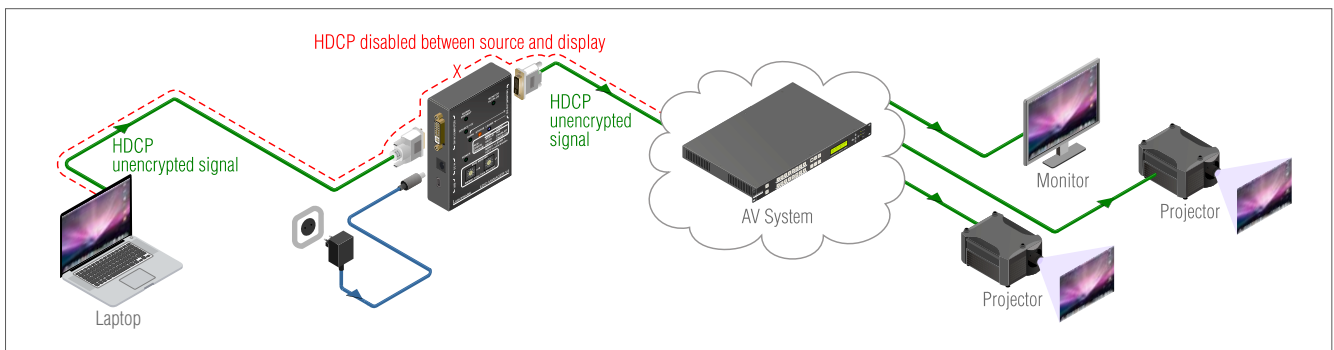 HDCP disabled between source and display
X
HDCP
unencrypted signal
HDCP
unencrypted
signal
Laptop
AV System
Monitor
Projector
Projector